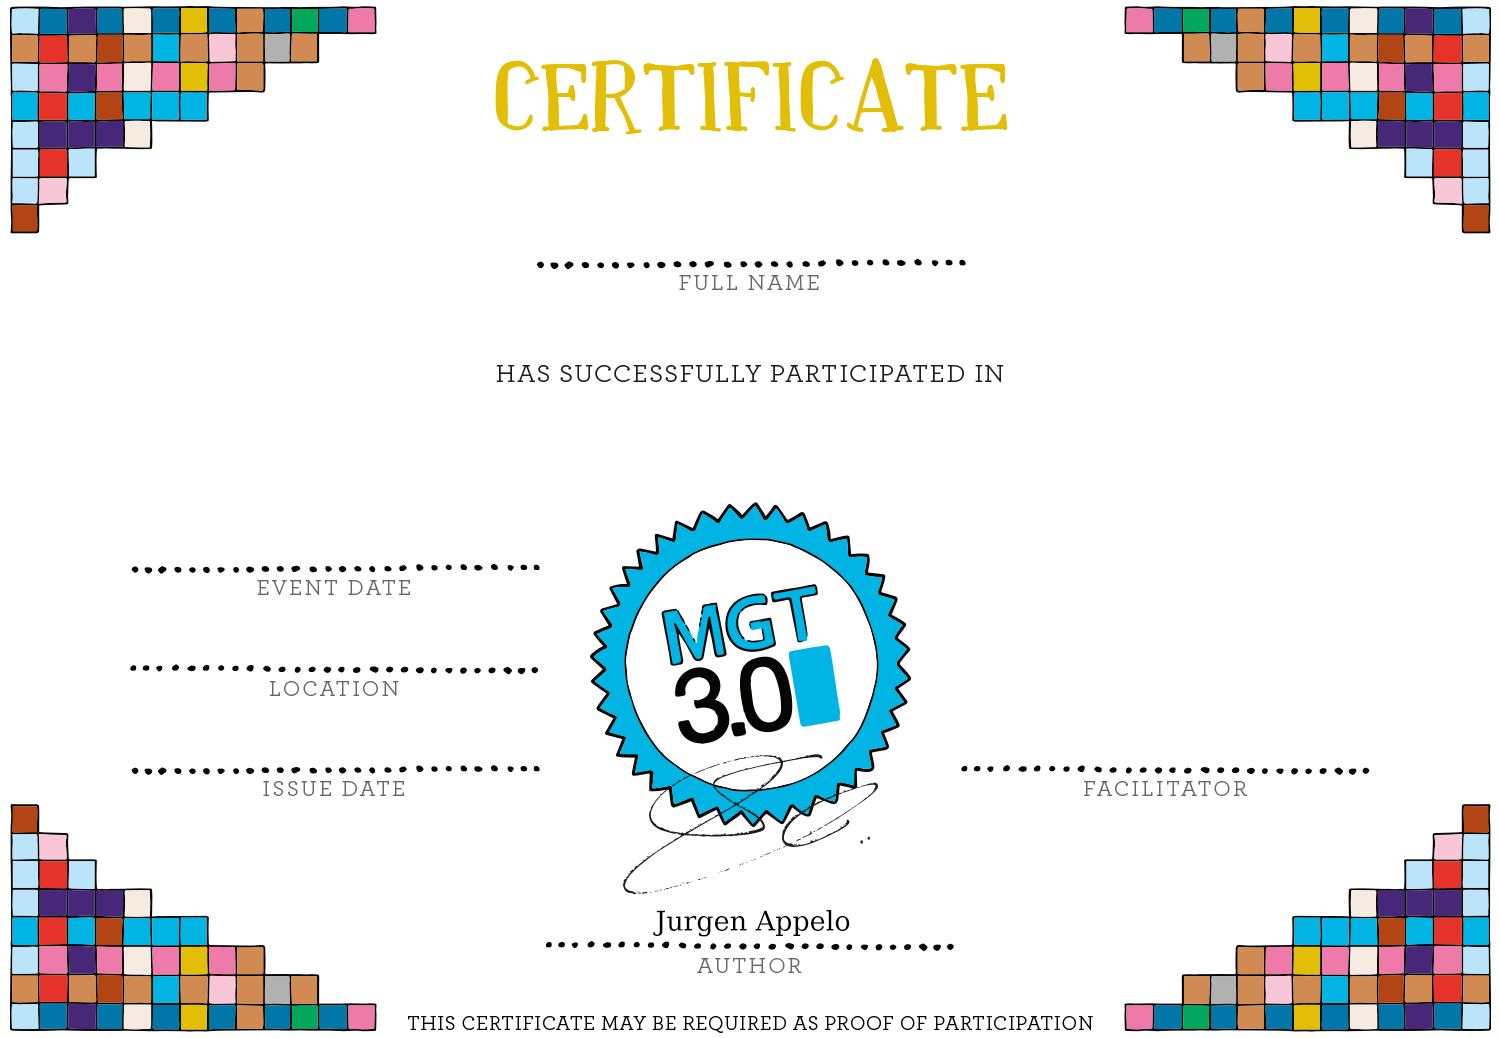 CERTIFICATE
FULL NAME
HAS SUCCESSFULLY PARTICIPATED IN
EVENT DATE
MGT
3.0
LOCATION
ISSUE DATE
FACILITATOR
Jurgen Appelo
AUTHOR
THIS CERTIFICATE MAY BE REQUIRED AS PROOF OF PARTICIPATION